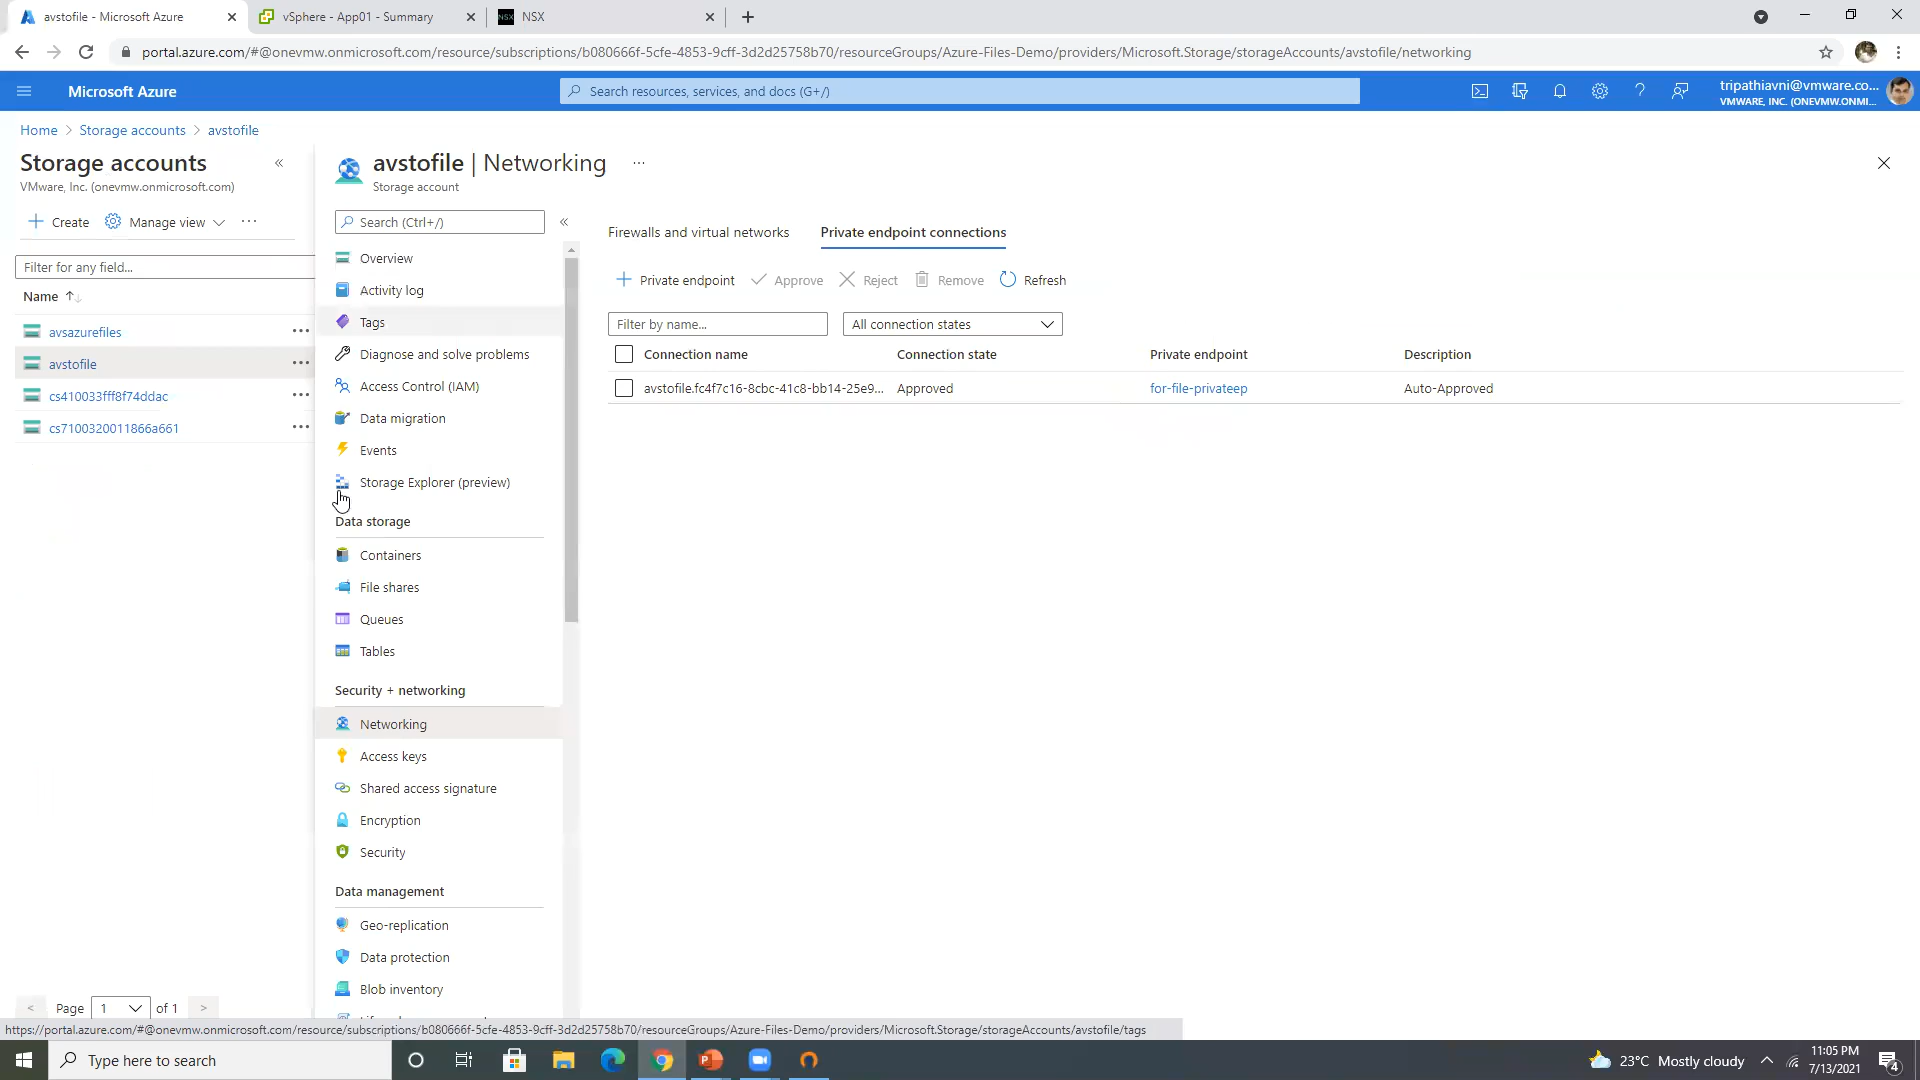 avstofile - Microsoft Azure
vSphere - App01 - Summary
NSX
NSX
portal.azure.com/#@onevmw.onmicrosoft.com/resource/subscriptions/b080666f-5cfe-4853-9cff-3d2d25758b70/resourceGroups/Azure-Files-Demo/providers/Microsoft.Storage/storageAccounts/avstofile/networking
Microsoft Azure
Search resources, services, and docs (G+/)
tripathiavni@vmware.co...
VMWARE, INC. (ONEVMW.ONMI...
Home > Storage accounts > avstofile
Storage accounts
VMware, Inc. (onevmw.onmicrosoft.com)
Create
Manage view
Filter for any field...
Name
avsazurefiles
avstofile
cs410033fff8f74ddac
cs7100320011866a661
< Page 1 of 1 >
avstofile | Networking
Storage account
Search (Ctrl+/)
Overview
Activity log
Tags
Diagnose and solve problems
Access Control (IAM)
Data migration
Events
Storage Explorer (preview)
Data storage
Containers
File shares
Queues
Tables
Security + networking
Networking
Access keys
Shared access signature
Encryption
Security
Data management
Geo-replication
Data protection
Blob inventory
Firewalls and virtual networks
Private endpoint connections
Private endpoint
Approve
Reject
Remove
Refresh
Filter by name...
All connection states
Connection name Connection state Private endpoint Description
avstofile.fc4f7c16-8cbc-41c8-bb14-25e9... Approved for-file-privateep Auto-Approved
https://portal.azure.com/#@onevmw.onmicrosoft.com/resource/subscriptions/b080666f-5cfe-4853-9cff-3d2d25758b70/resourceGroups/Azure-Files-Demo/providers/Microsoft.Storage/storageAccounts/avstofile/tags
Type here to search
23°C Mostly cloudy
11:05 PM
7/13/2021
4